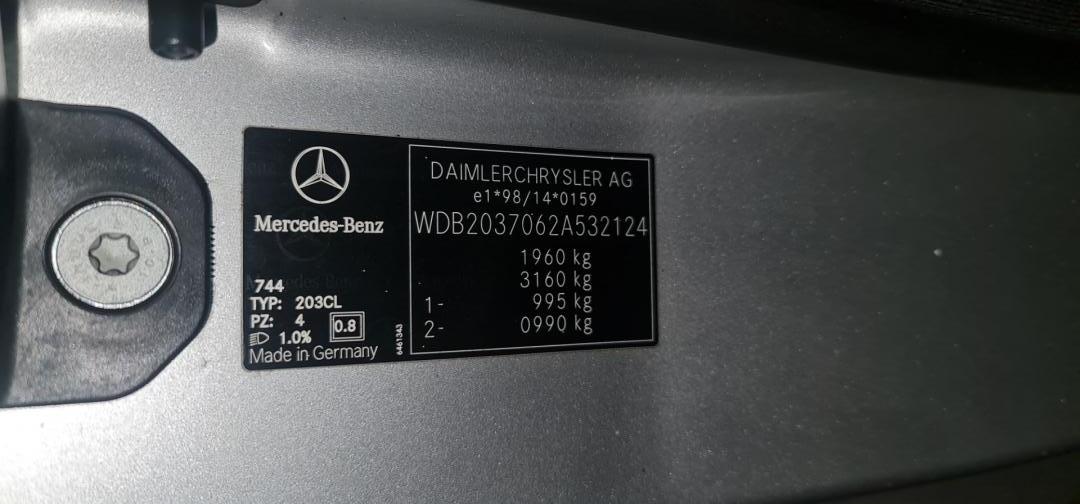 Mercedes-Benz
744
TYP: 203CL
PZ: 4
1.0%
0.8
Made in Germany
6461343
DAIMLERCHRYSLER AG
e1*98/14*0159
WDB2037062A532124
1960 kg
3160 kg
1- 995 kg
2- 0990 kg